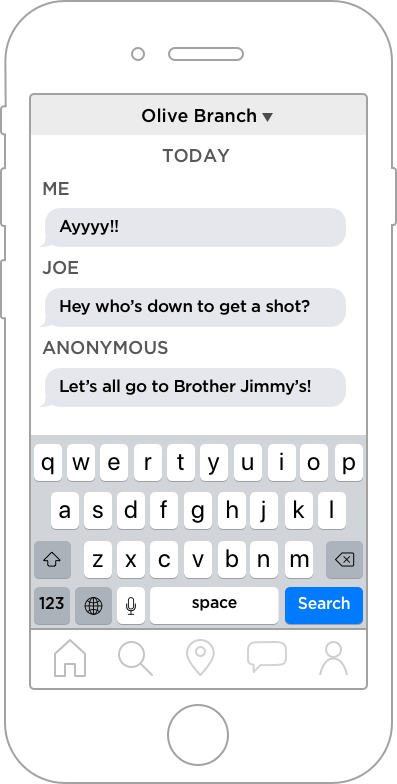 Olive Branch ▼
TODAY
ME
Ayyyy!!
JOE
Hey who's down to get a shot?
ANONYMOUS
Let's all go to Brother Jimmy's!
q w e r t y u i o p
a s d f g h j k l
z x c v b n m
123 space Search